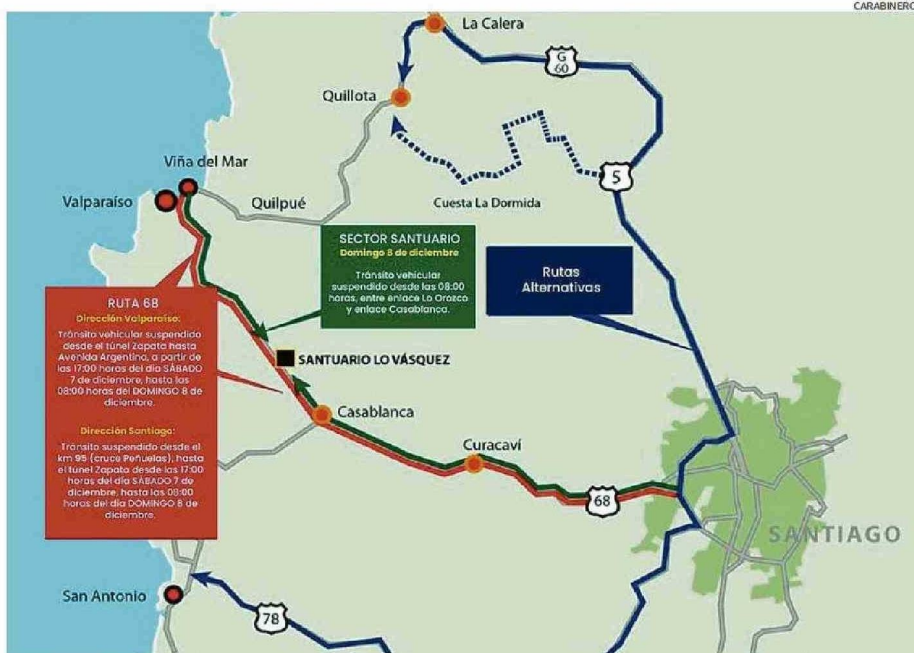 CARABINERO
La Calera
G
60
Quillota
5
Viña del Mar
Valparaíso
Quilpué
Cuesta La Dormida
SECTOR SANTUARIO
Domingo 8 de diciembre
Tránsito vehicular
suspendido desde las 08:00
horas, entre enlace Lo Orozco
y enlace Casablanca.
Rutas
Alternativas
RUTA 68
Dirección Valparaíso:
Tránsito vehicular suspendido
desde el túnel Zapata hasta
Avenida Argentina, a partir de
las 17:00 horas del día SÁBADO
7 de diciembre, hasta las
08:00 horas del DOMINGO 8 de
diciembre.
Dirección Santiago:
Tránsito suspendido desde el
km 95 (cruce Peñuelas), hasta
el túnel Zapata desde las 17:00
horas del día SÁBADO 7 de
diciembre, hasta las 08:00
horas del día DOMINGO 8 de
diciembre.
SANTUARIO LO VÁSQUEZ
Casablanca
Curacaví
68
SANTIAGO
San Antonio
78